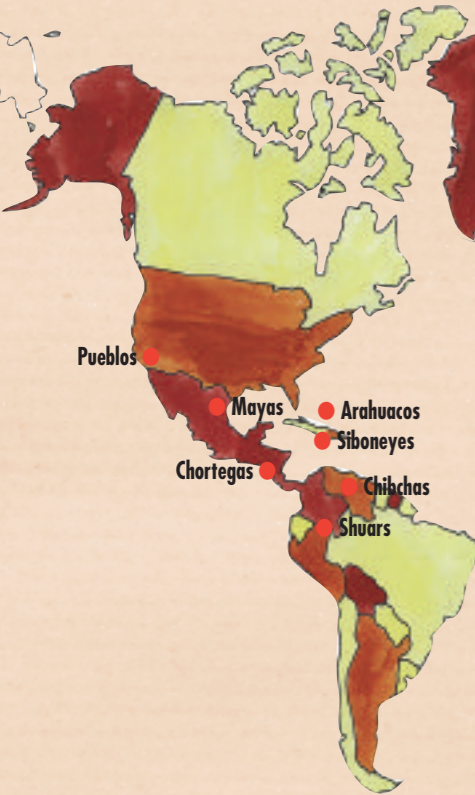 Pueblos
Mayas
Arahuacos
Siboneyes
Chortegas
Chibchas
Shuars